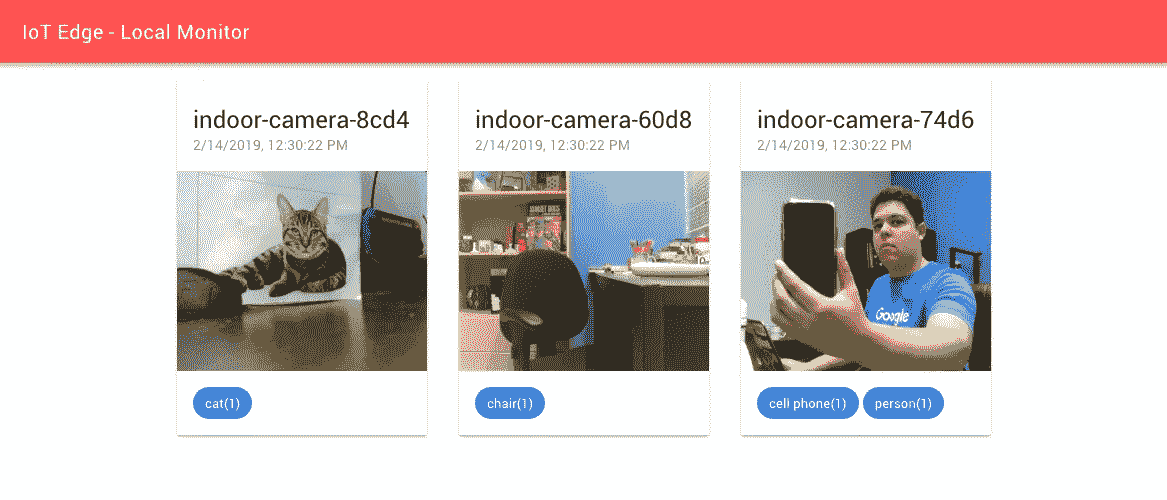 IoT Edge - Local Monitor
indoor-camera-8cd4
2/14/2019, 12:30:22 PM
cat(1)
indoor-camera-60d8
2/14/2019, 12:30:22 PM
chair(1)
indoor-camera-74d6
2/14/2019, 12:30:22 PM
Google
cell phone(1) person(1)